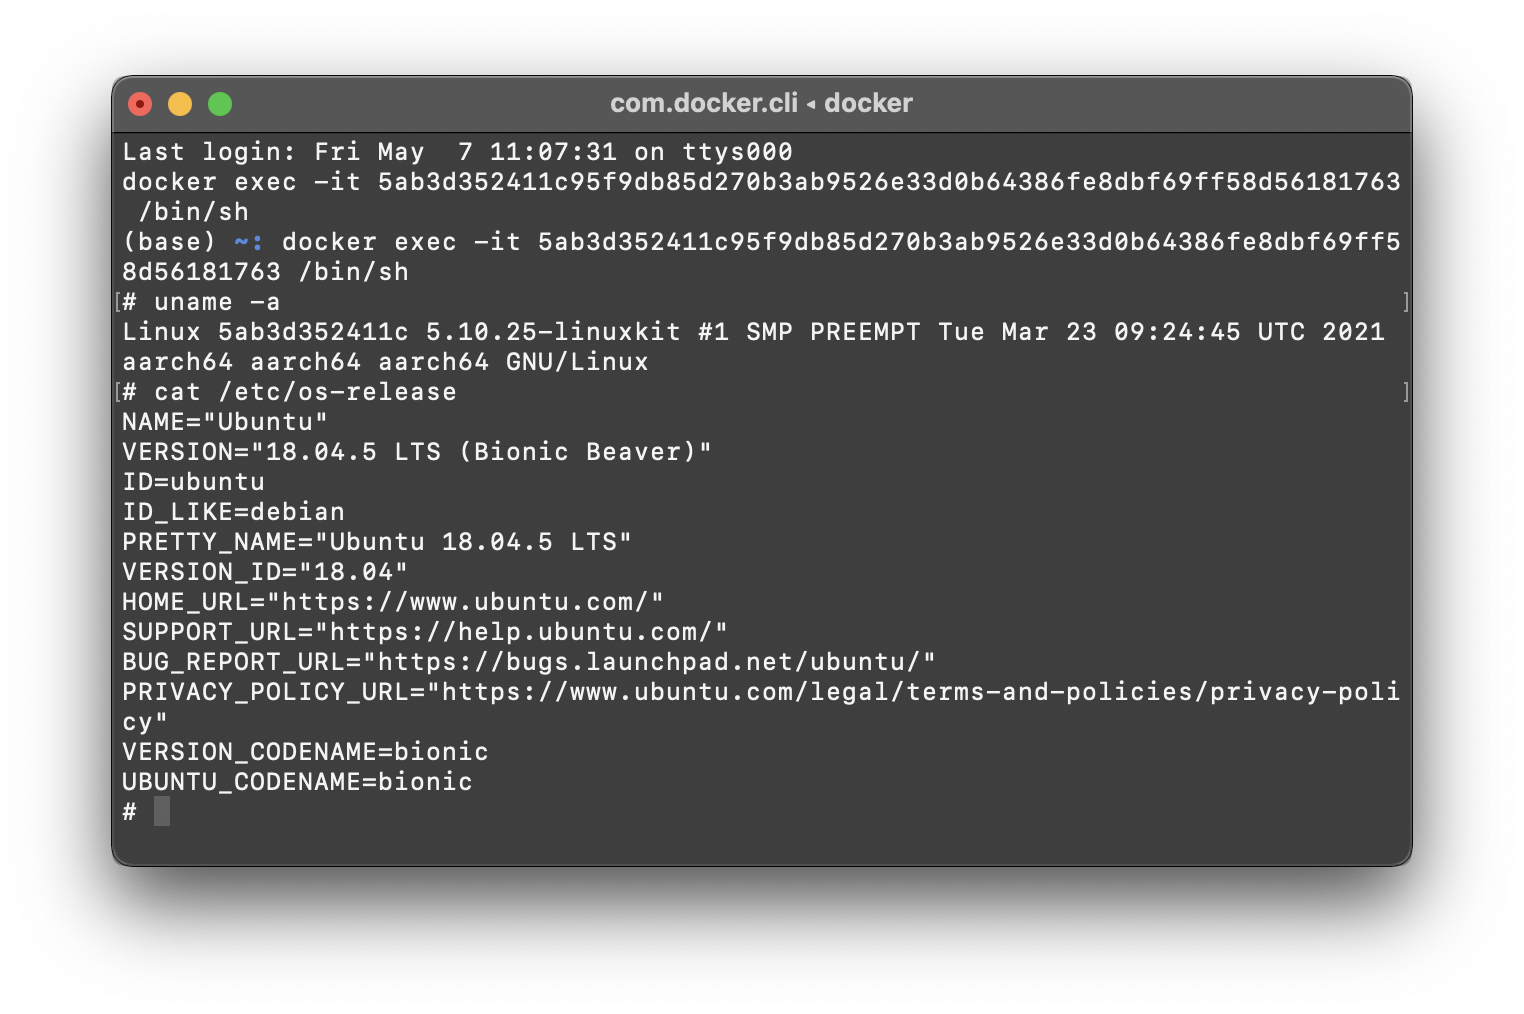 com.docker.cli ◂ docker
Last login: Fri May  7 11:07:31 on ttys000
docker exec -it 5ab3d352411c95f9db85d270b3ab9526e33d0b64386fe8dbf69ff58d56181763
 /bin/sh
(base) ~: docker exec -it 5ab3d352411c95f9db85d270b3ab9526e33d0b64386fe8dbf69ff5
8d56181763 /bin/sh
[# uname -a ]
Linux 5ab3d352411c 5.10.25-linuxkit #1 SMP PREEMPT Tue Mar 23 09:24:45 UTC 2021
aarch64 aarch64 aarch64 GNU/Linux
[# cat /etc/os-release ]
NAME="Ubuntu"
VERSION="18.04.5 LTS (Bionic Beaver)"
ID=ubuntu
ID_LIKE=debian
PRETTY_NAME="Ubuntu 18.04.5 LTS"
VERSION_ID="18.04"
HOME_URL="https://www.ubuntu.com/"
SUPPORT_URL="https://help.ubuntu.com/"
BUG_REPORT_URL="https://bugs.launchpad.net/ubuntu/"
PRIVACY_POLICY_URL="https://www.ubuntu.com/legal/terms-and-policies/privacy-poli
cy"
VERSION_CODENAME=bionic
UBUNTU_CODENAME=bionic
#